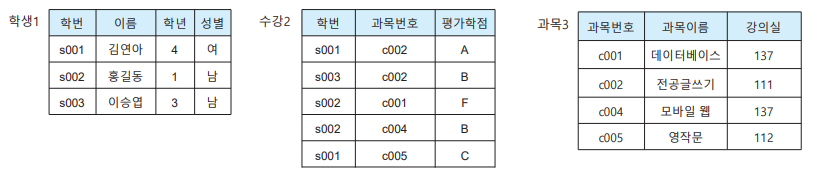 학생1
학번 이름 학년 성별
s001 김연아 4 여
s002 홍길동 1 남
s003 이승엽 3 남
수강2
학번 과목번호 평가학점
s001 c002 A
s003 c002 B
s002 c001 F
s002 c004 B
s001 c005 C
과목3
과목번호 과목이름 강의실
c001 데이터베이스 137
c002 전공글쓰기 111
c004 모바일 웹 137
c005 영작문 112